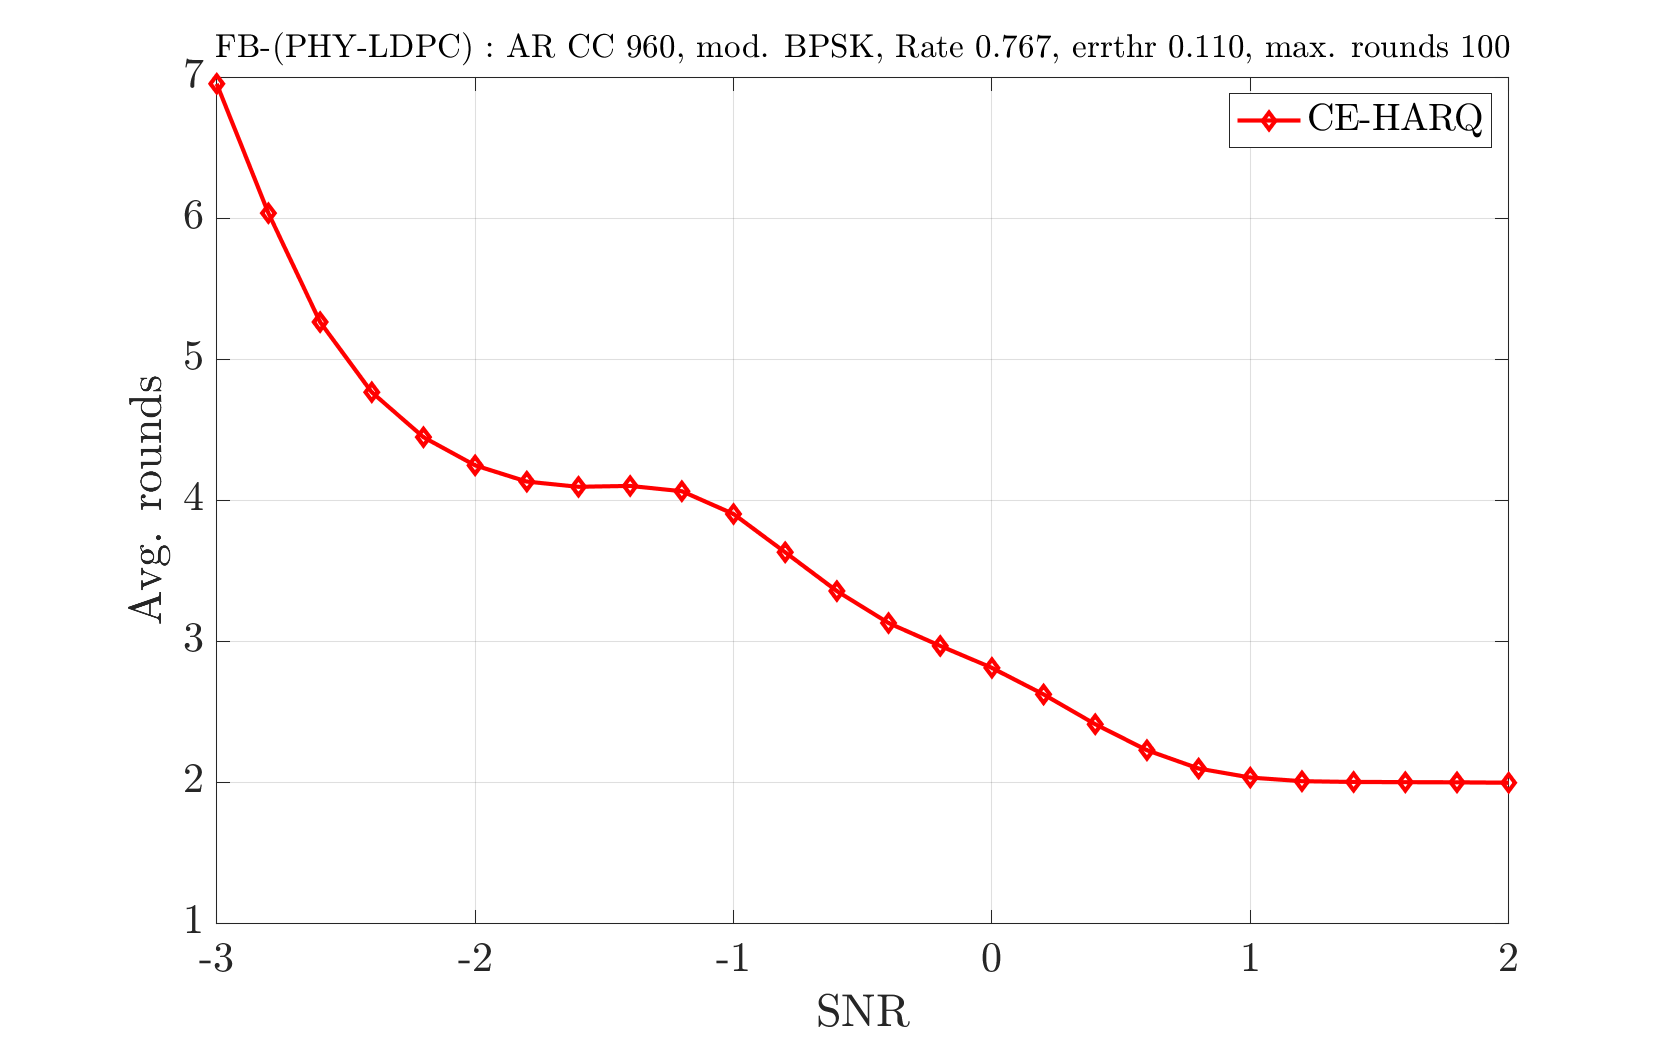 FB-(PHY-LDPC) : AR CC 960, mod. BPSK, Rate 0.767, errthr 0.110, max. rounds 100
CE-HARQ
7
6
5
4
3
2
1
Avg. rounds
-3 -2 -1 0 1 2
SNR